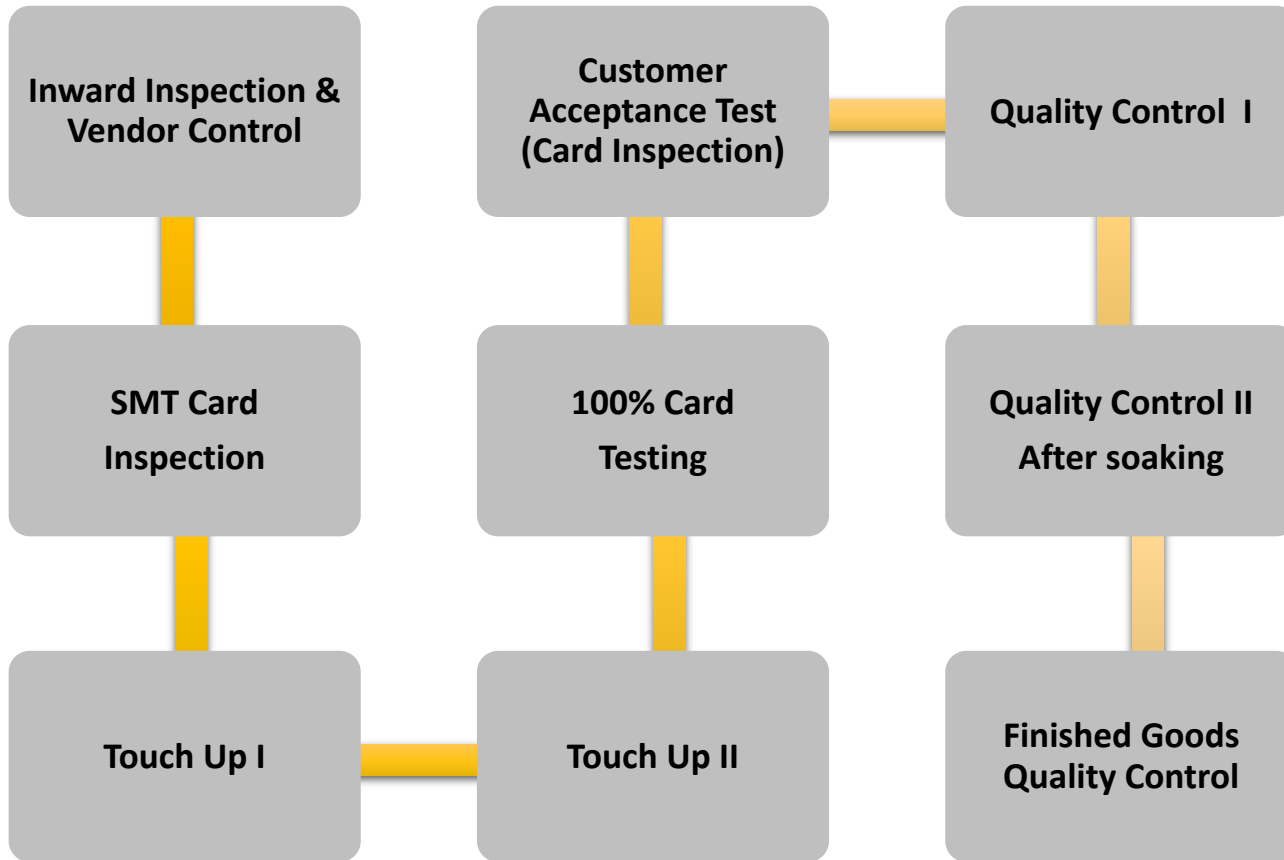 Inward Inspection &
Vendor Control
SMT Card
Inspection
Touch Up I
Touch Up II
100% Card
Testing
Customer
Acceptance Test
(Card Inspection)
Quality Control  I
Quality Control II
After soaking
Finished Goods
Quality Control